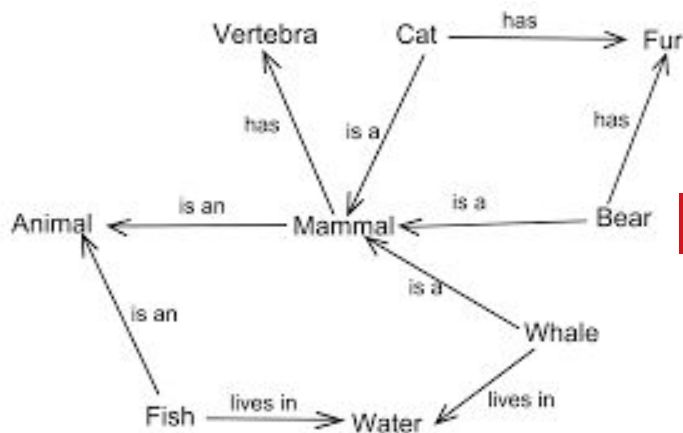 Vertebra
Cat
has
Fur
has
is a
has
Animal
is an
Mammal
is a
Bear
is an
is a
Whale
Fish
lives in
Water
lives in